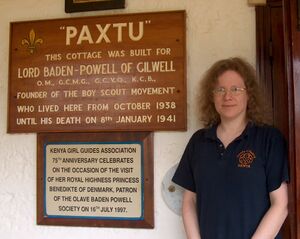 "PAXTU"
THIS COTTAGE WAS BUILT FOR
LORD BADEN-POWELL OF GILWELL
O.M., G.C.M.G., G.C.V.O., K.C.B.,
FOUNDER OF THE BOY SCOUT MOVEMENT
WHO LIVED HERE FROM OCTOBER 1938
UNTIL HIS DEATH ON 8TH JANUARY 1941
KENYA GIRL GUIDES ASSOCIATION
75TH ANNIVERSARY CELEBRATES
ON THE OCCASION OF THE VISIT
OF HER ROYAL HIGHNESS PRINCESS
BENEDIKTE OF DENMARK, PATRON
OF THE OLAVE BADEN POWELL
SOCIETY ON 16TH JULY 1997.
KENYA